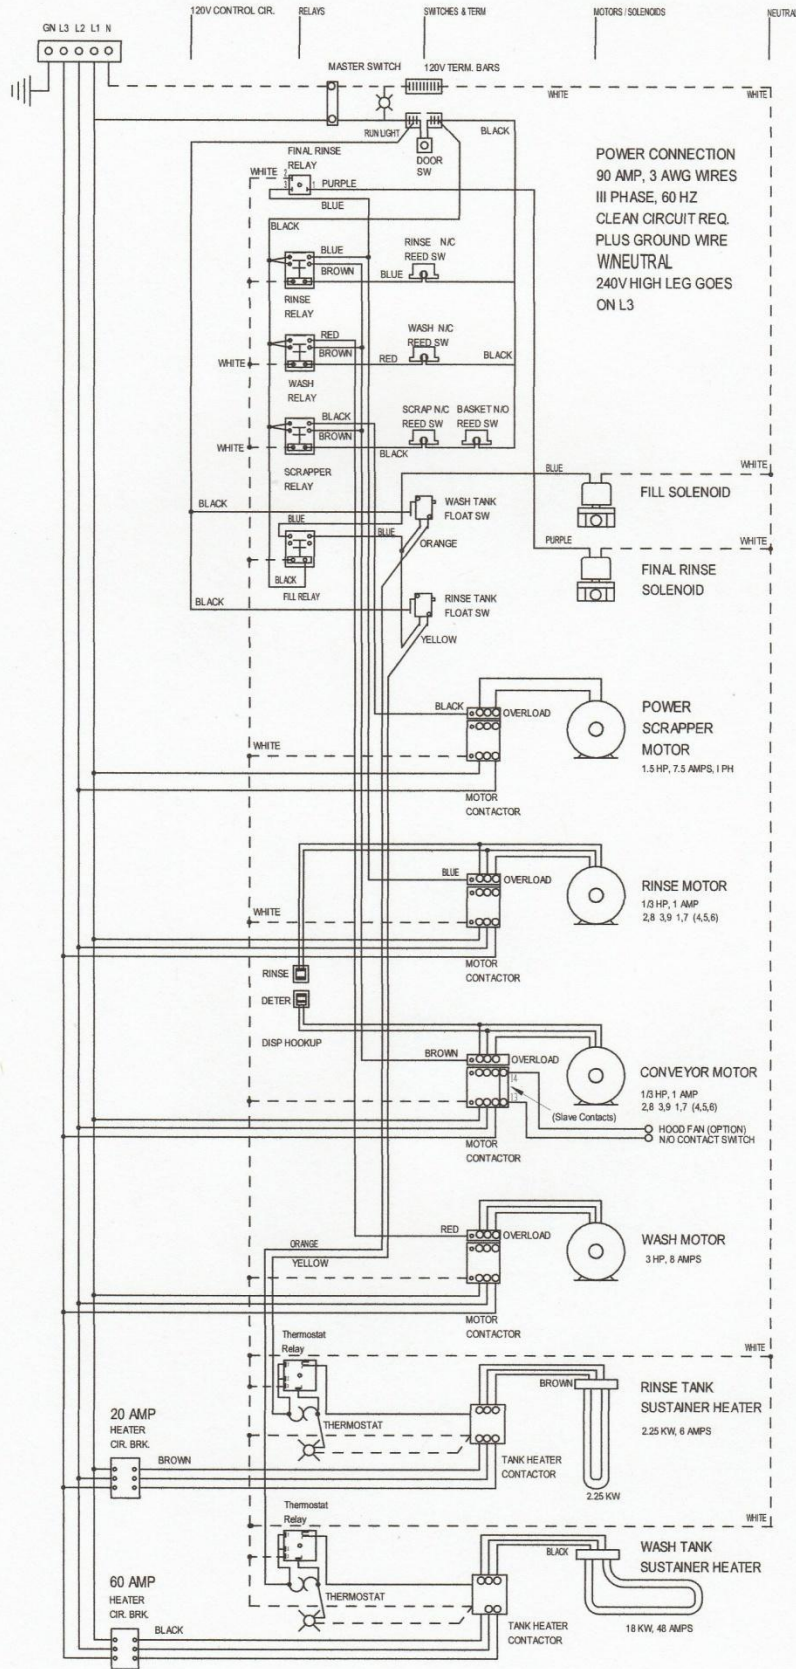 120V CONTROL CIR. RELAYS SWITCHES & TERM MOTORS / SOLENOIDS NEUTRAL
GN L3 L2 L1 N
MASTER SWITCH 120V TERM. BARS
WHITE WHITE
RUN LIGHT
BLACK
DOOR
SW
FINAL RINSE
RELAY
WHITE 2
3 1 PURPLE
BLUE
POWER CONNECTION
90 AMP, 3 AWG WIRES
III PHASE, 60 HZ
CLEAN CIRCUIT REQ.
PLUS GROUND WIRE
W/NEUTRAL
240V HIGH LEG GOES
ON L3
BLACK
BLUE
BROWN
RINSE N/C
REED SW
BLUE
RINSE
RELAY
RED
BROWN
WASH N/C
REED SW
WHITE
RED
BLACK
WASH
RELAY
BLACK
BROWN
SCRAP N/C BASKET N/O
REED SW REED SW
WHITE
BLACK
SCRAPPER
RELAY
BLUE
WHITE
FILL SOLENOID
BLACK
WASH TANK
FLOAT SW
BLUE
BLUE
ORANGE
PURPLE
WHITE
FINAL RINSE
SOLENOID
BLACK
FILL RELAY
BLACK
RINSE TANK
FLOAT SW
YELLOW
BLACK
OVERLOAD
POWER
SCRAPPER
MOTOR
1.5 HP, 7.5 AMPS, I PH
WHITE
MOTOR
CONTACTOR
BLUE
OVERLOAD
RINSE MOTOR
1/3 HP, 1 AMP
2,8 3,9 1,7 (4,5,6)
WHITE
MOTOR
CONTACTOR
RINSE
DETER
DISP HOOKUP
BROWN
OVERLOAD
CONVEYOR MOTOR
1/3 HP, 1 AMP
2,8 3,9 1,7 (4,5,6)
14
13
(Slave Contacts)
HOOD FAN (OPTION)
N/O CONTACT SWITCH
MOTOR
CONTACTOR
RED
OVERLOAD
WASH MOTOR
3 HP, 8 AMPS
ORANGE
YELLOW
MOTOR
CONTACTOR
Thermostat
Relay
WHITE
BROWN
RINSE TANK
SUSTAINER HEATER
2.25 KW, 6 AMPS
20 AMP
HEATER
CIR. BRK.
THERMOSTAT
BROWN
TANK HEATER
CONTACTOR
2.25 KW
Thermostat
Relay
WHITE
BLACK
WASH TANK
SUSTAINER HEATER
60 AMP
HEATER
CIR. BRK.
THERMOSTAT
BLACK
TANK HEATER
CONTACTOR
18 KW, 48 AMPS